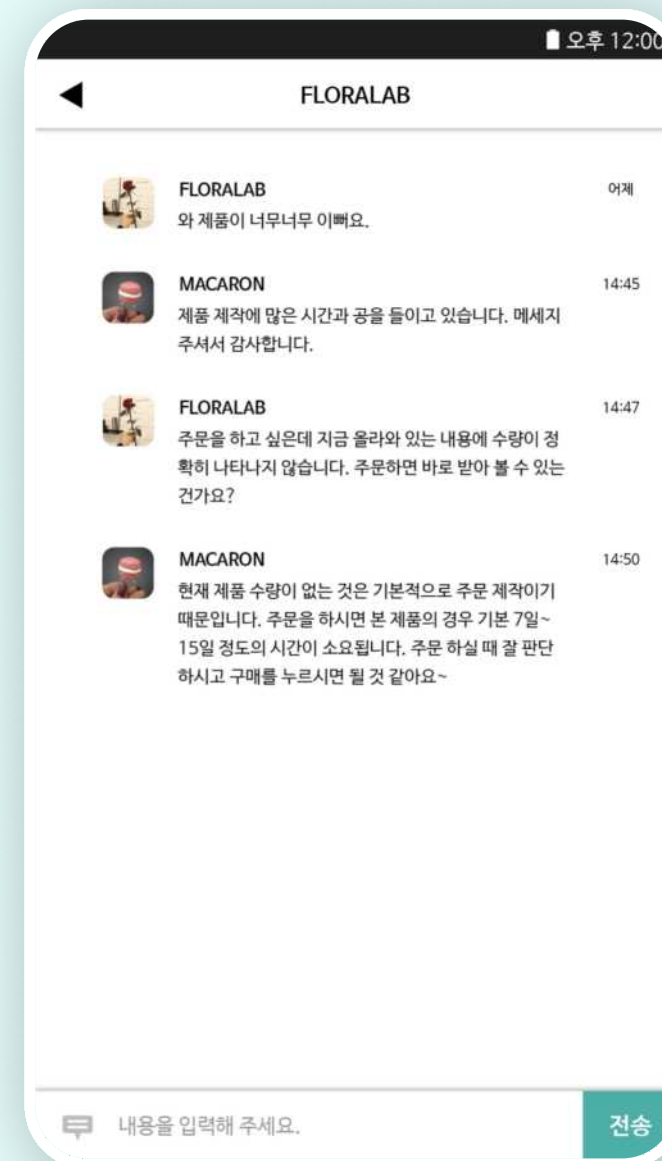 오후 12:00
FLORALAB
FLORALAB
어제
와 제품이 너무너무 이뻐요.
MACARON
14:45
제품 제작에 많은 시간과 공을 들이고 있습니다. 메세지
주셔서 감사합니다.
FLORALAB
14:47
주문을 하고 싶은데 지금 올라와 있는 내용에 수량이 정
확히 나타나지 않습니다. 주문하면 바로 받아 볼 수 있는
건가요?
MACARON
14:50
현재 제품 수량이 없는 것은 기본적으로 주문 제작이기
때문입니다. 주문을 하시면 본 제품의 경우 기본 7일~
15일 정도의 시간이 소요됩니다. 주문 하실 때 잘 판단
하시고 구매를 누르시면 될 것 같아요~
내용을 입력해 주세요.
전송